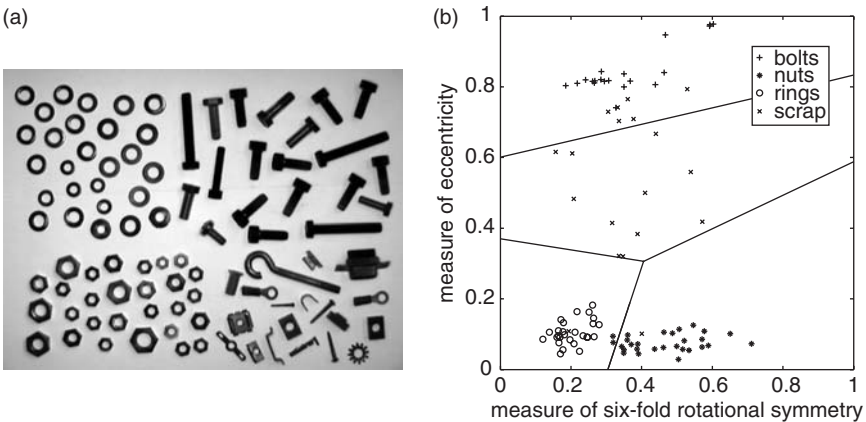 (a)
(b)
1
0.8
0.6
0.4
0.2
0
measure of eccentricity
+ bolts
* nuts
o rings
× scrap
0 0.2 0.4 0.6 0.8 1
measure of six-fold rotational symmetry